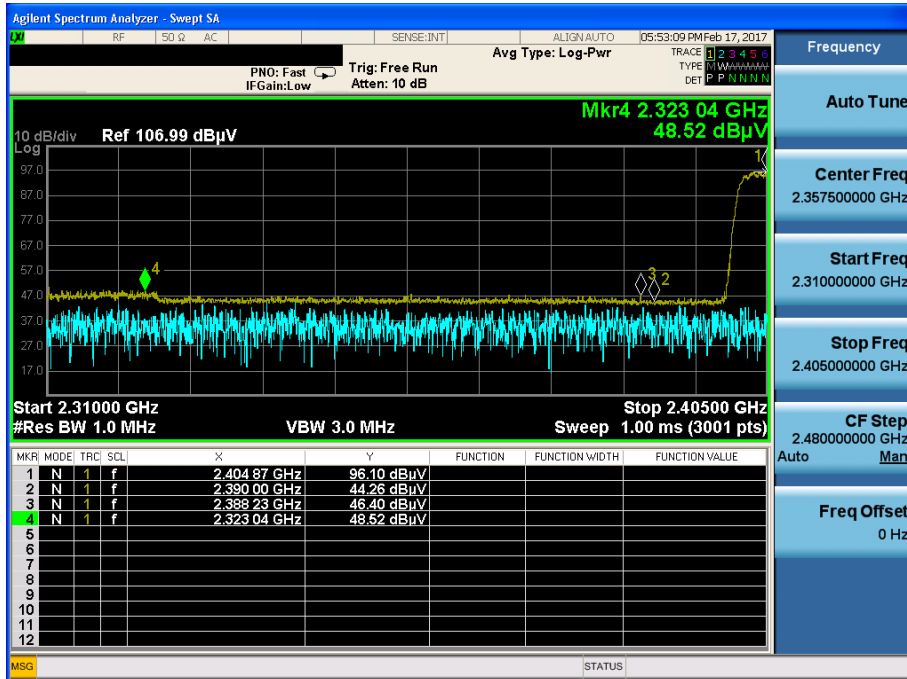 Agilent Spectrum Analyzer - Swept SA
LXI RF 50 Ω AC SENSE:INT ALIGN AUTO 05:53:09 PM Feb 17, 2017
PNO: Fast
IFGain:Low
Trig: Free Run
Atten: 10 dB
Avg Type: Log-Pwr
TRACE 1 2 3 4 5 6
TYPE M WWWWW
DET P P N N N N
Mkr4 2.323 04 GHz
48.52 dBµV
10 dB/div Ref 106.99 dBµV
Log
97.0
87.0
77.0
67.0
57.0
47.0
37.0
27.0
17.0
1
4
3
2
Start 2.31000 GHz Stop 2.40500 GHz
#Res BW 1.0 MHz VBW 3.0 MHz Sweep 1.00 ms (3001 pts)
MKR MODE TRC SCL X Y FUNCTION FUNCTION WIDTH FUNCTION VALUE
1 N 1 f 2.404 87 GHz 96.10 dBµV
2 N 1 f 2.390 00 GHz 44.26 dBµV
3 N 1 f 2.388 23 GHz 46.40 dBµV
4 N 1 f 2.323 04 GHz 48.52 dBµV
5
6
7
8
9
10
11
12
MSG STATUS
Frequency
Auto Tune
Center Freq
2.357500000 GHz
Start Freq
2.310000000 GHz
Stop Freq
2.405000000 GHz
CF Step
2.480000000 GHz
Auto Man
Freq Offset
0 Hz